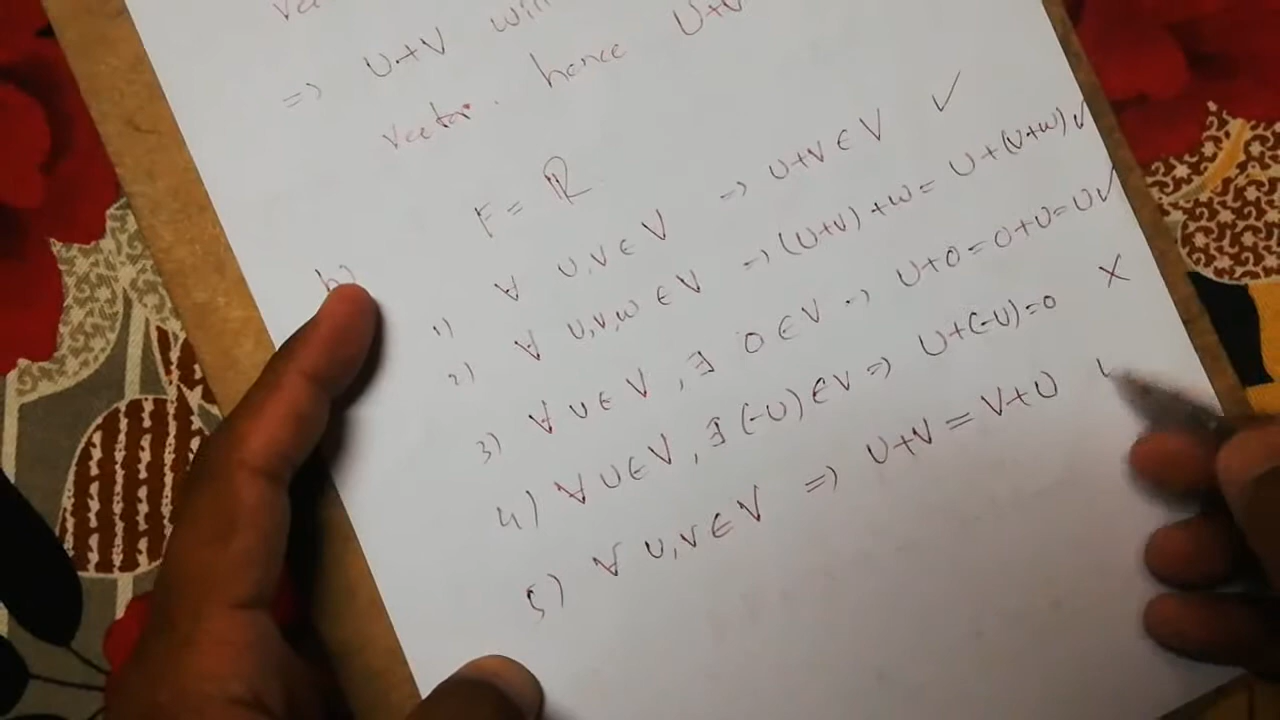 => U+V
vector. hence U+V
b) F = ℝ
1) ∀ U,V ∈ V => U+V ∈ V ✓
2) ∀ U,V,W ∈ V => (U+V)+W = U+(V+W) ✓
3) ∀ U ∈ V, ∃ 0 ∈ V => U+0 = 0+U = U ✓
4) ∀ U ∈ V, ∃ (-U) ∈ V => U+(-U) = 0 ✗
5) ∀ U,V ∈ V => U+V = V+U